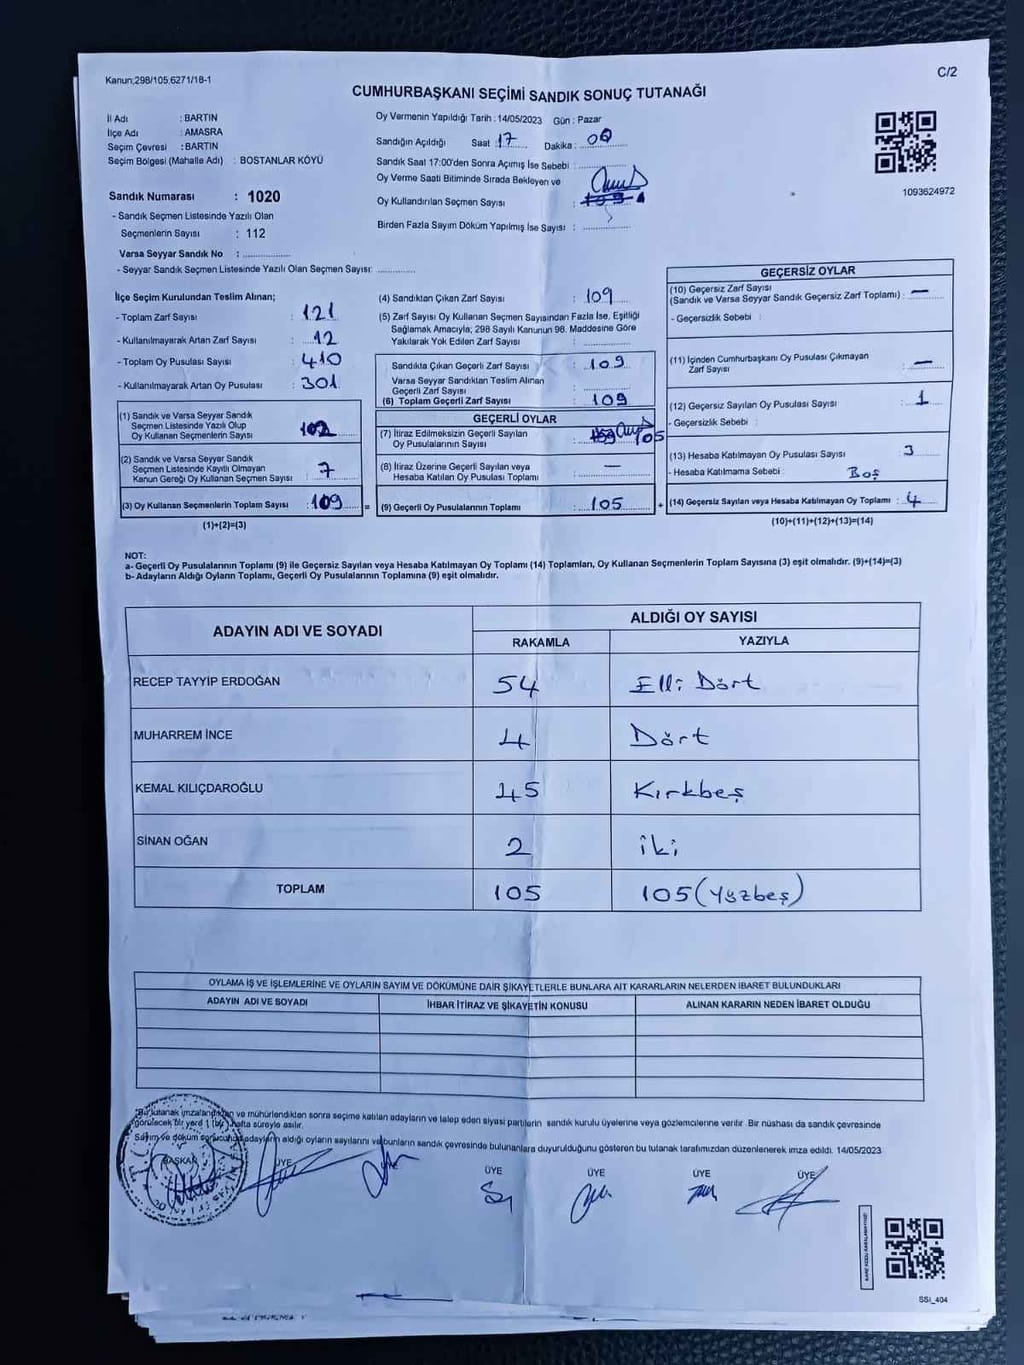 Kanun;298/105,6271/18-1
C/2
CUMHURBAŞKANI SEÇİMİ SANDIK SONUÇ TUTANAĞI
İl Adı : BARTIN
İlçe Adı : AMASRA
Seçim Çevresi : BARTIN
Seçim Bölgesi (Mahalle Adı) : BOSTANLAR KÖYÜ
Oy Vermenin Yapıldığı Tarih : 14/05/2023 Gün : Pazar
Sandığın Açıldığı Saat : 17 Dakika : 00
Sandık Saat 17:00'den Sonra Açımış İse Sebebi :
Oy Verme Saati Bitiminde Sırada Bekleyen ve
Oy Kullandırılan Seçmen Sayısı :
Birden Fazla Sayım Döküm Yapılmış İse Sayısı :
1093624972
Sandık Numarası : 1020
- Sandık Seçmen Listesinde Yazılı Olan
Seçmenlerin Sayısı : 112
Varsa Seyyar Sandık No :
- Seyyar Sandık Seçmen Listesinde Yazılı Olan Seçmen Sayısı:
İlçe Seçim Kurulundan Teslim Alınan;
- Toplam Zarf Sayısı : 121
- Kullanılmayarak Artan Zarf Sayısı : 12
- Toplam Oy Pusulası Sayısı : 410
- Kullanılmayarak Artan Oy Pusulası : 301
(1) Sandık ve Varsa Seyyar Sandık
Seçmen Listesinde Yazılı Olup
Oy Kullanan Seçmenlerin Sayısı : 102
(2) Sandık ve Varsa Seyyar Sandık
Seçmen Listesinde Kayıtlı Olmayan
Kanun Gereği Oy Kullanan Seçmen Sayısı : 7
(3) Oy Kullanan Seçmenlerin Toplam Sayısı : 109 =
(1)+(2)=(3)
(4) Sandıktan Çıkan Zarf Sayısı : 109
(5) Zarf Sayısı Oy Kullanan Seçmen Sayısından Fazla İse, Eşitliği
Sağlamak Amacıyla; 298 Sayılı Kanunun 98. Maddesine Göre
Yakılarak Yok Edilen Zarf Sayısı :
Sandıkta Çıkan Geçerli Zarf Sayısı : 109
Varsa Seyyar Sandıktan Teslim Alınan
Geçerli Zarf Sayısı :
(6) Toplam Geçerli Zarf Sayısı : 109
GEÇERLİ OYLAR
(7) İtiraz Edilmeksizin Geçerli Sayılan
Oy Pusulalarının Sayısı : 105
(8) İtiraz Üzerine Geçerli Sayılan veya
Hesaba Katılan Oy Pusulası Toplamı : —
(9) Geçerli Oy Pusulalarının Toplamı : 105 +
GEÇERSİZ OYLAR
(10) Geçersiz Zarf Sayısı
(Sandık ve Varsa Seyyar Sandık Geçersiz Zarf Toplamı) : —
- Geçersizlik Sebebi :
(11) İçinden Cumhurbaşkanı Oy Pusulası Çıkmayan
Zarf Sayısı : —
(12) Geçersiz Sayılan Oy Pusulası Sayısı : 1
- Geçersizlik Sebebi :
(13) Hesaba Katılmayan Oy Pusulası Sayısı : 3
- Hesaba Katılmama Sebebi : Boş
(14) Geçersiz Sayılan veya Hesaba Katılmayan Oy Toplamı : 4
(10)+(11)+(12)+(13)=(14)
NOT:
a- Geçerli Oy Pusulalarının Toplamı (9) ile Geçersiz Sayılan veya Hesaba Katılmayan Oy Toplamı (14) Toplamları, Oy Kullanan Seçmenlerin Toplam Sayısına (3) eşit olmalıdır. (9)+(14)=(3)
b- Adayların Aldığı Oyların Toplamı, Geçerli Oy Pusulalarının Toplamına (9) eşit olmalıdır.
ADAYIN ADI VE SOYADI
ALDIĞI OY SAYISI
RAKAMLA YAZIYLA
RECEP TAYYİP ERDOĞAN 54 Elli Dört
MUHARREM İNCE 4 Dört
KEMAL KILIÇDAROĞLU 45 Kırkbeş
SİNAN OĞAN 2 iki
TOPLAM 105 105 (Yüzbeş)
OYLAMA İŞ VE İŞLEMLERİNE VE OYLARIN SAYIM VE DÖKÜMÜNE DAİR ŞİKAYETLERLE BUNLARA AİT KARARLARIN NELERDEN İBARET BULUNDUKLARI
ADAYIN ADI VE SOYADI İHBAR İTİRAZ VE ŞİKAYETİN KONUSU ALINAN KARARIN NEDEN İBARET OLDUĞU
"Bu tutanak imzalandıktan ve mühürlendikten sonra seçime katılan adayların ve talep eden siyasi partilerin sandık kurulu üyelerine veya gözlemcilerine verilir. Bir nüshası da sandık çevresinde
görülecek bir yerd 1 (bir) hafta süreyle asılır.
Sayım ve döküm sonucunda adayların aldığı oyların sayılarını ve bunların sandık çevresinde bulunanlara duyurulduğunu gösteren bu tutanak tarafımızdan düzenlenerek imza edildi. 14/05/2023
BAŞKAN ÜYE ÜYE ÜYE ÜYE ÜYE
SSI_404